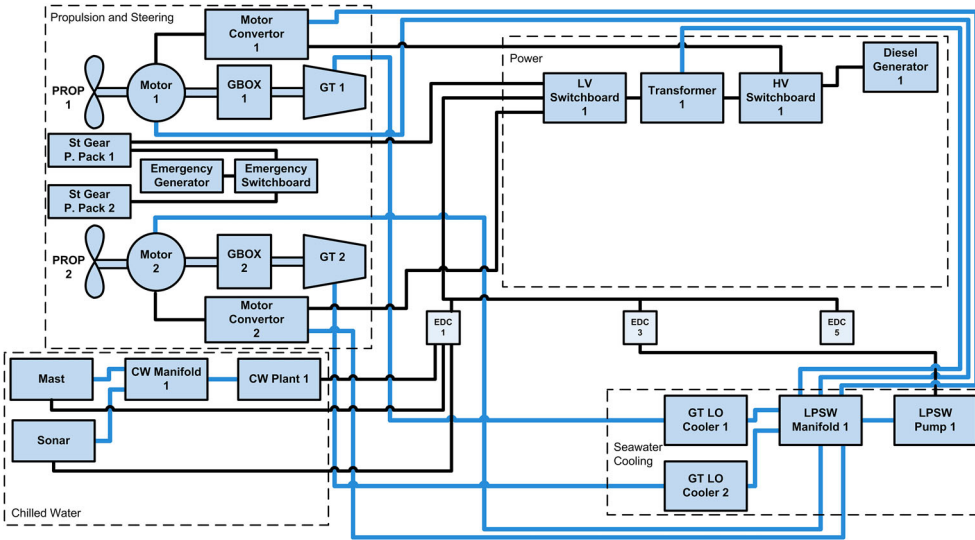 Propulsion and Steering
Motor
Convertor
1
PROP
1
Motor
1
GBOX
1
GT 1
St Gear
P. Pack 1
Emergency
Generator
Emergency
Switchboard
St Gear
P. Pack 2
PROP
2
Motor
2
GBOX
2
GT 2
Motor
Convertor
2
Power
LV
Switchboard
1
Transformer
1
HV
Switchboard
1
Diesel
Generator
1
EDC
1
EDC
3
EDC
5
Mast
CW Manifold
1
CW Plant 1
Sonar
Chilled Water
GT LO
Cooler 1
LPSW
Manifold 1
LPSW
Pump 1
Seawater
Cooling
GT LO
Cooler 2